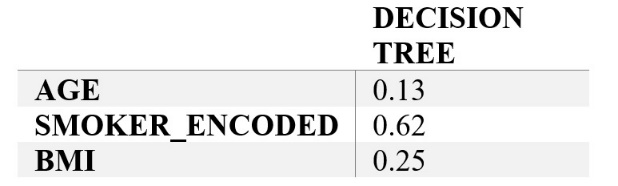 DECISION
TREE
AGE 0.13
SMOKER_ENCODED 0.62
BMI 0.25